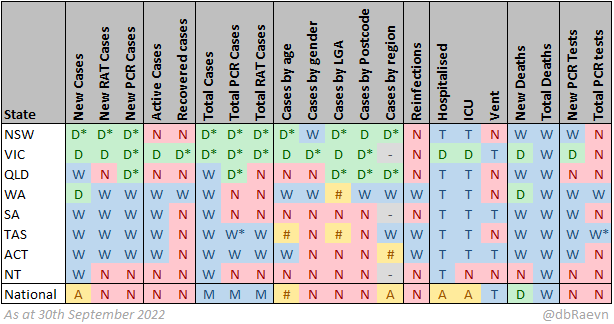 State New Cases New RAT Cases New PCR Cases Active Cases Recovered cases Total Cases Total PCR Cases Total RAT Cases Cases by age Cases by gender Cases by LGA Cases by Postcode Cases by region Reinfections Hospitalised ICU Vent New Deaths Total Deaths New PCR Tests Total PCR tests
NSW D* D* D* N N D* D* D* D* W D* D D* N T T N W W W N
VIC D D D* D D* D* D* D* D D* D D - N D D T D W D N
QLD W N D* N N W D* N N N D* D* D* N T T N W W N N
WA D W W W N W N N W W # W W W T T N D W W N
SA W W W W N W N N N N N N - N T T T W W W N
TAS W W W W N W W* W # N # N W W T T N W W W W*
ACT W W W W N W W W W N N N # N T T T W W W N
NT W N N N N W N N N N N N - N T N N N W N N
National A N N N N M M M # N N N A N A A T D W N N
As at 30th September 2022 @dbRaevn